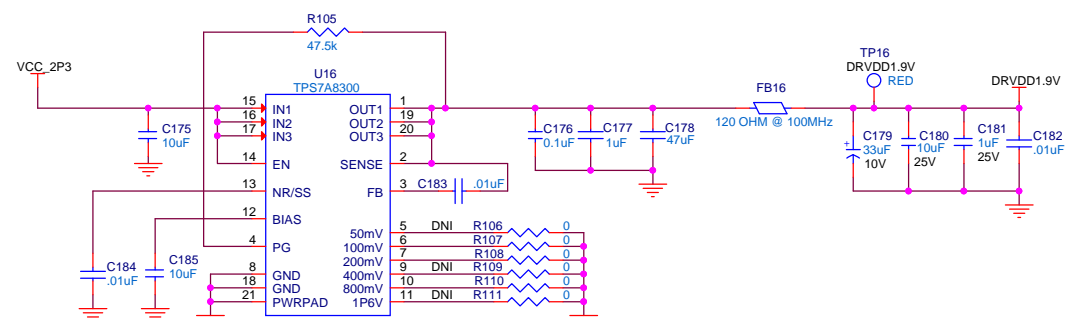 R105
47.5k
VCC_2P3
U16
TPS7A8300
TP16
DRVDD1.9V
RED
DRVDD1.9V
FB16
120 OHM @ 100MHz
15 IN1 OUT1 1
16 IN2 OUT2 19
17 IN3 OUT3 20
14 EN SENSE 2
13 NR/SS FB 3
12 BIAS
4 PG
8 GND
18 GND
21 PWRPAD
50mV 5 DNI R106 0
100mV 6 R107 0
200mV 7 R108 0
400mV 9 DNI R109 0
800mV 10 R110 0
1P6V 11 DNI R111 0
C175
10uF
C176
0.1uF
C177
1uF
C178
47uF
+
C179
33uF
10V
C180
10uF
25V
C181
1uF
25V
C182
.01uF
C183 .01uF
C184
.01uF
C185
10uF